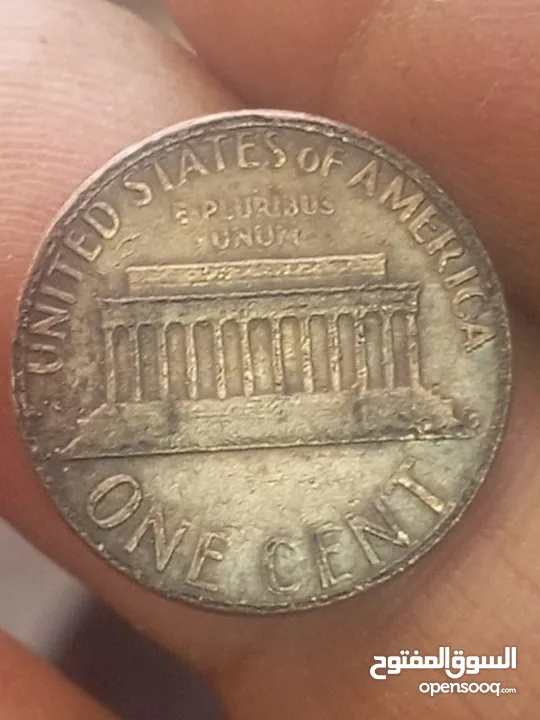 UNITED STATES OF AMERICA
E PLURIBUS
UNUM
ONE CENT
السوق المفتوح
opensooq.com